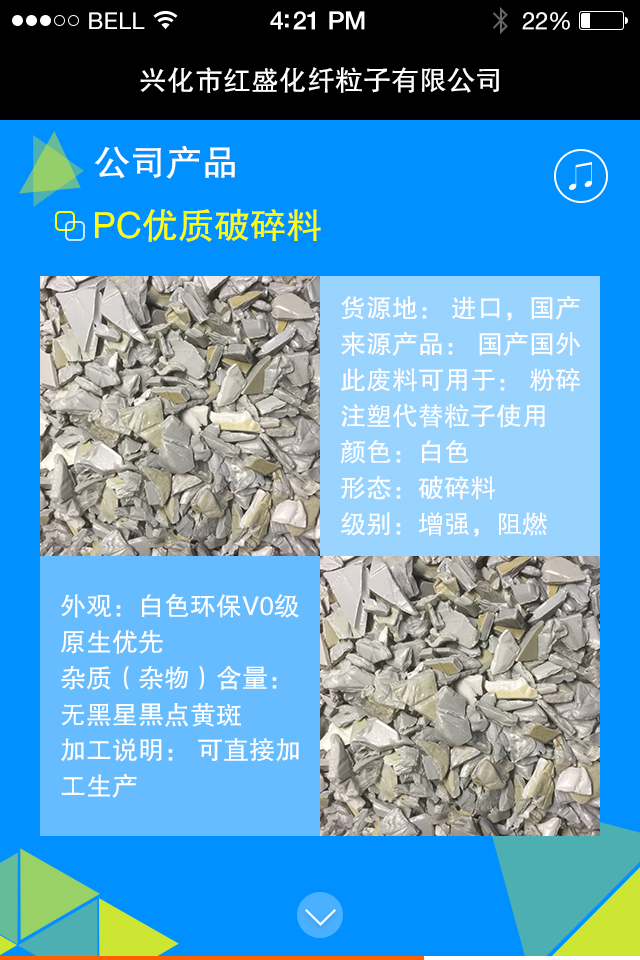 BELL 4:21 PM 22%
兴化市红盛化纤粒子有限公司
公司产品
PC优质破碎料
货源地： 进口，国产
来源产品： 国产国外
此废料可用于： 粉碎
注塑代替粒子使用
颜色：白色
形态：破碎料
级别：增强，阻燃
外观：白色环保V0级
原生优先
杂质（杂物）含量：
无黑星黒点黄斑
加工说明： 可直接加
工生产